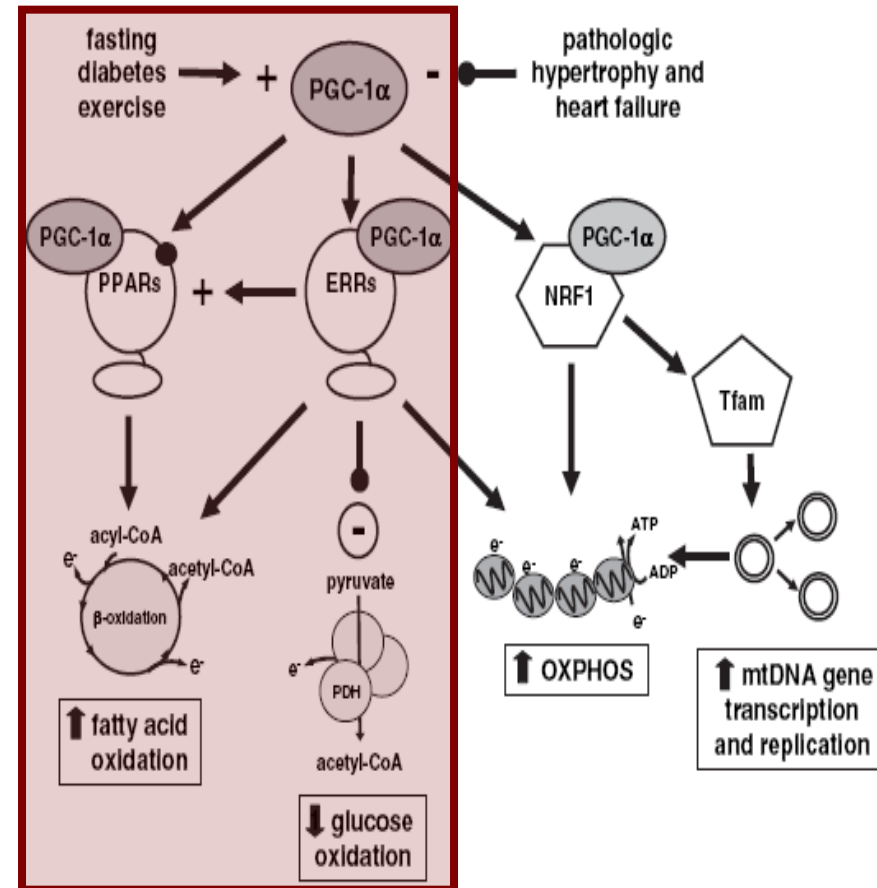 fasting
diabetes
exercise
+
PGC-1α
-
pathologic
hypertrophy and
heart failure
PGC-1α
PPARs
+
PGC-1α
ERRs
PGC-1α
NRF1
Tfam
acyl-CoA
e-
acetyl-CoA
β-oxidation
e-
fatty acid
oxidation
-
pyruvate
e-
PDH
acetyl-CoA
glucose
oxidation
e-
e-
e-
ATP
ADP
e-
OXPHOS
mtDNA gene
transcription
and replication